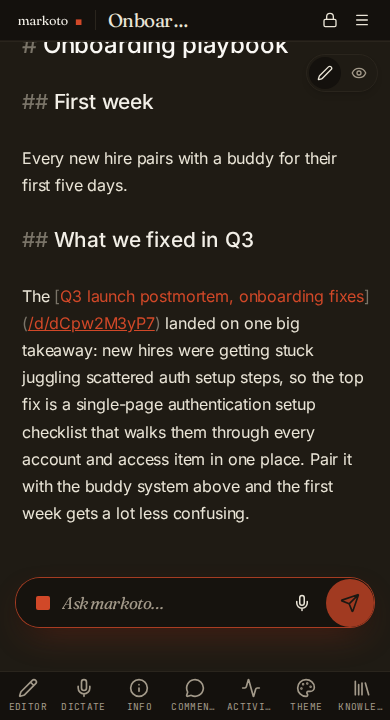 markoto
Onboar...
# Onboarding playbook
## First week
Every new hire pairs with a buddy for their
first five days.
## What we fixed in Q3
The [Q3 launch postmortem, onboarding fixes]
(/d/dCpw2M3yP7) landed on one big
takeaway: new hires were getting stuck
juggling scattered auth setup steps, so the top
fix is a single-page authentication setup
checklist that walks them through every
account and access item in one place. Pair it
with the buddy system above and the first
week gets a lot less confusing.
Ask markoto...
EDITOR DICTATE INFO COMMEN… ACTIVI… THEME KNOWLE…